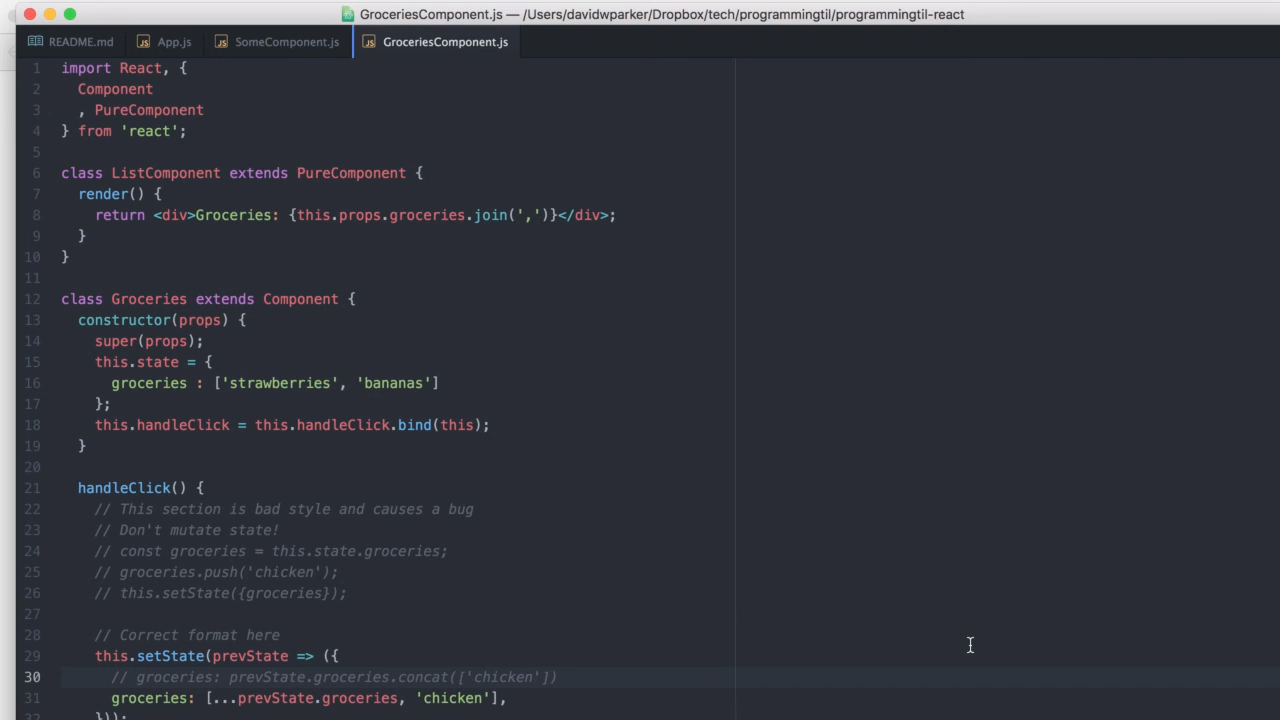 GroceriesComponent.js — /Users/davidwparker/Dropbox/tech/programmingtil/programmingtil-react
README.md App.js SomeComponent.js GroceriesComponent.js
1 import React, {
2   Component
3   , PureComponent
4 } from 'react';
5
6 class ListComponent extends PureComponent {
7   render() {
8     return <div>Groceries: {this.props.groceries.join(',')}</div>;
9   }
10 }
11
12 class Groceries extends Component {
13   constructor(props) {
14     super(props);
15     this.state = {
16       groceries : ['strawberries', 'bananas']
17     };
18     this.handleClick = this.handleClick.bind(this);
19   }
20
21   handleClick() {
22     // This section is bad style and causes a bug
23     // Don't mutate state!
24     // const groceries = this.state.groceries;
25     // groceries.push('chicken');
26     // this.setState({groceries});
27
28     // Correct format here
29     this.setState(prevState => ({
30       // groceries: prevState.groceries.concat(['chicken'])
31       groceries: [...prevState.groceries, 'chicken'],
32     }));